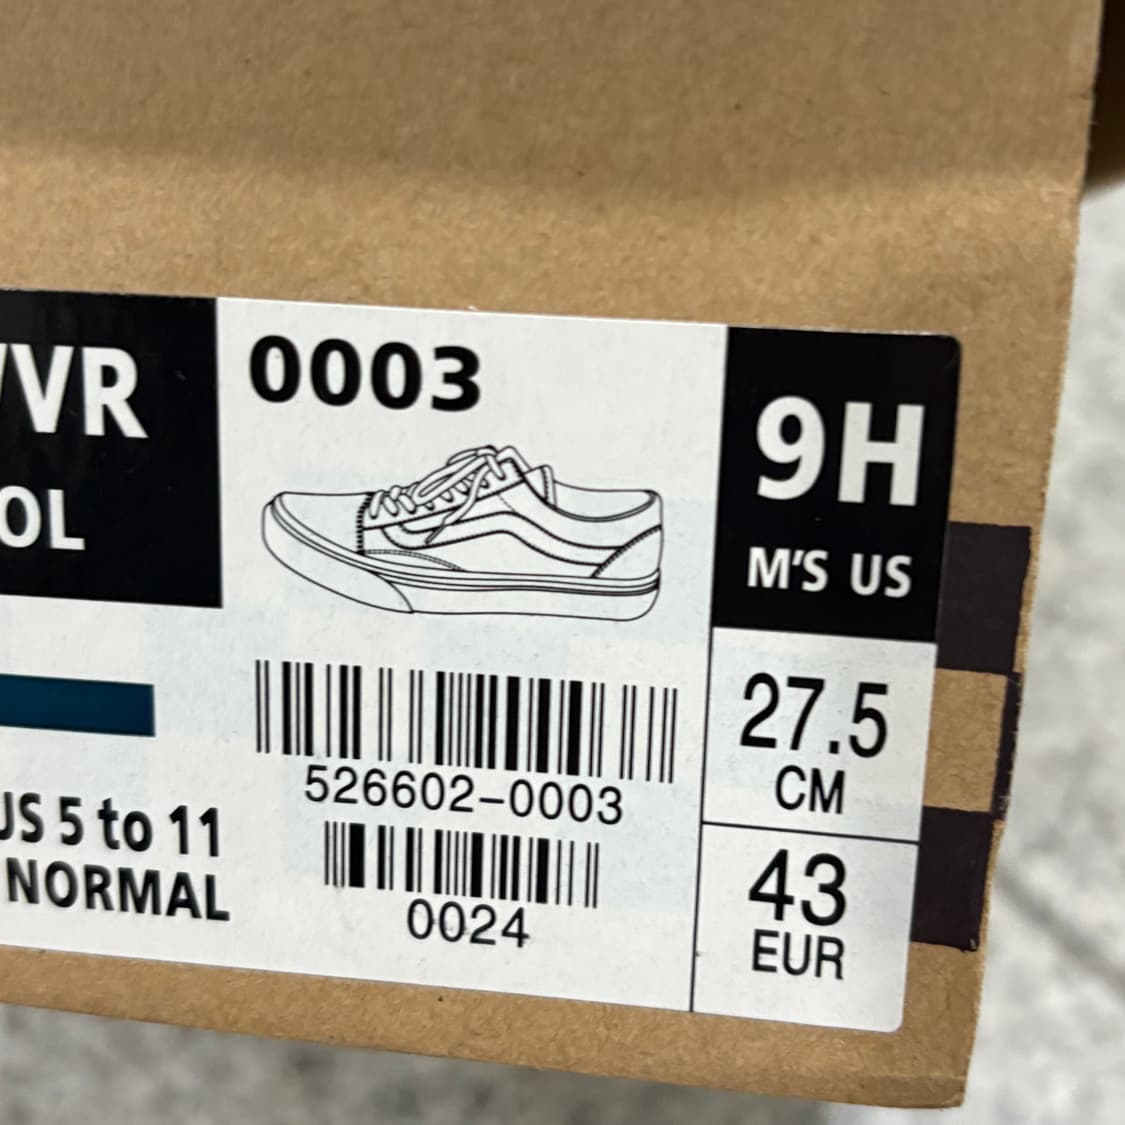 VR
OL
0003
9H
M'S US
526602-0003
27.5
CM
US 5 to 11
NORMAL
0024
43
EUR